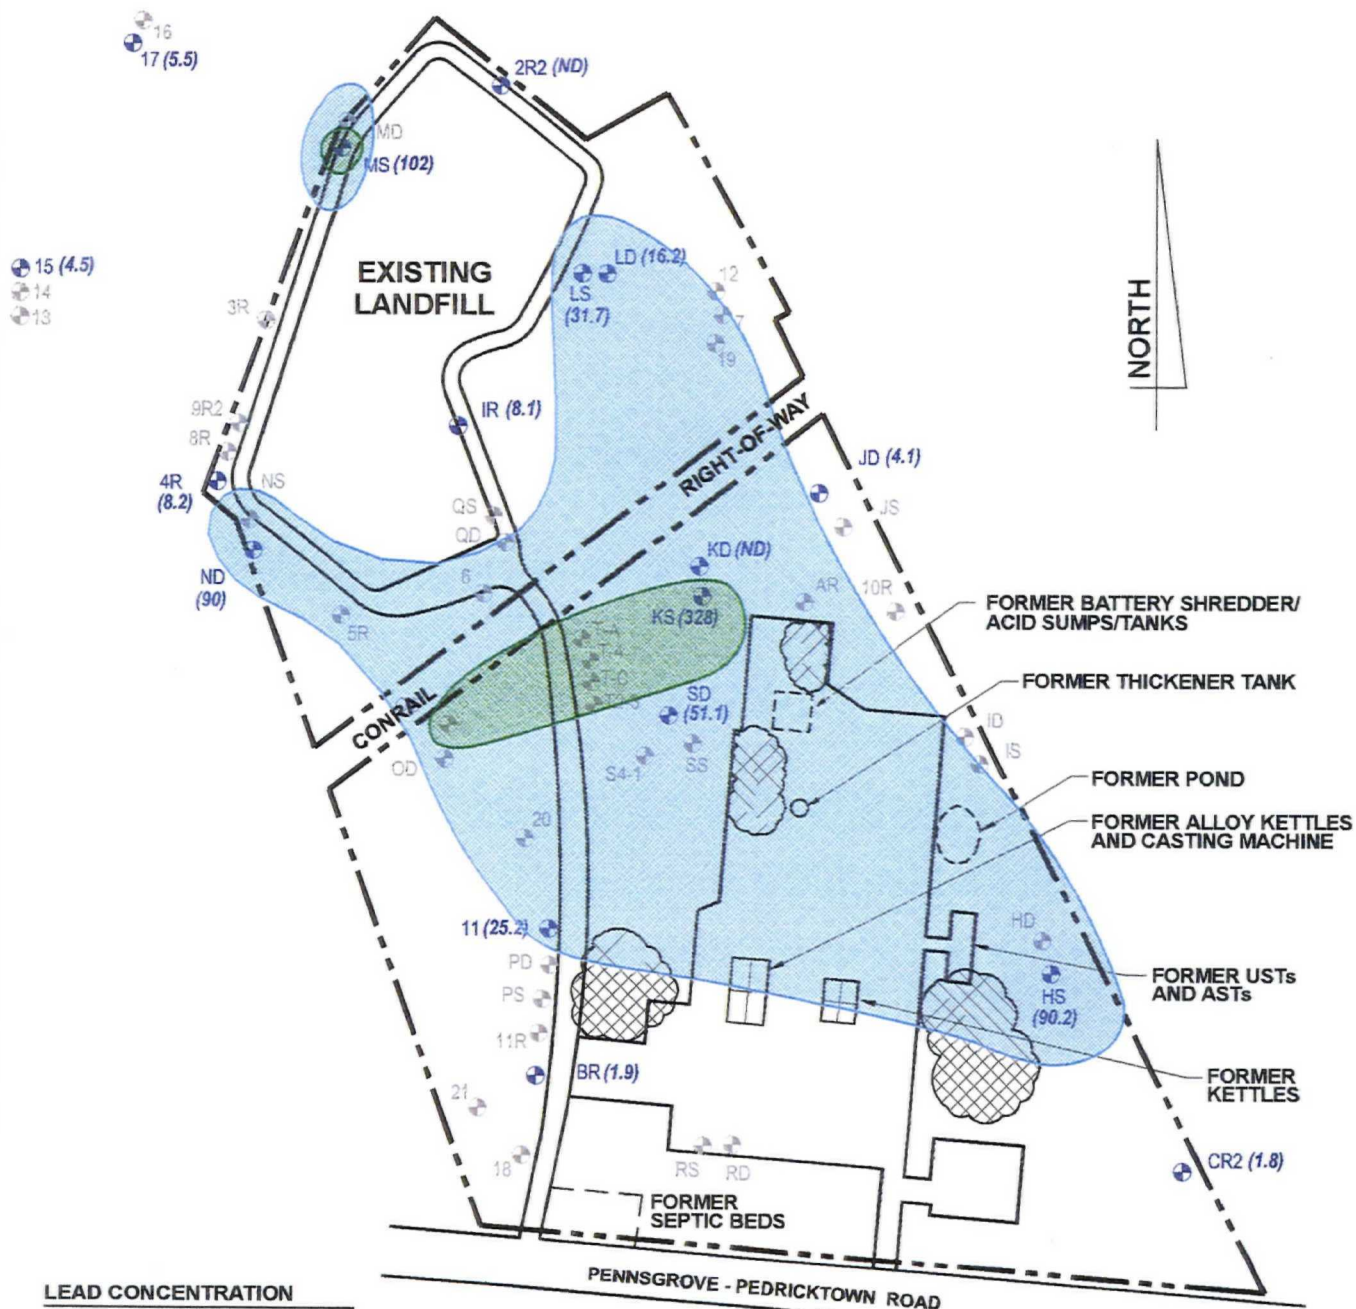 16
17 (5.5)
2R2 (ND)
MD
MS (102)
15 (4.5)
14
13
EXISTING
LANDFILL
LD (16.2)
LS
(31.7)
12
7
19
3R
NORTH
IR (8.1)
9R2
8R
4R
(8.2)
NS
QS
QD
RIGHT-OF-WAY
JD (4.1)
JS
KD (ND)
ND
(90)
6
5R
KS (328)
AR
10R
FORMER BATTERY SHREDDER/
ACID SUMPS/TANKS
FORMER THICKENER TANK
SD
(51.1)
CONRAIL
OD
S4-1
SS
ID
IS
FORMER POND
FORMER ALLOY KETTLES
AND CASTING MACHINE
20
11 (25.2)
PD
PS
11R
HD
HS
(90.2)
FORMER USTs
AND ASTs
BR (1.9)
FORMER
KETTLES
21
18
RS
RD
CR2 (1.8)
FORMER
SEPTIC BEDS
PENNSGROVE - PEDRICKTOWN ROAD
LEAD CONCENTRATION